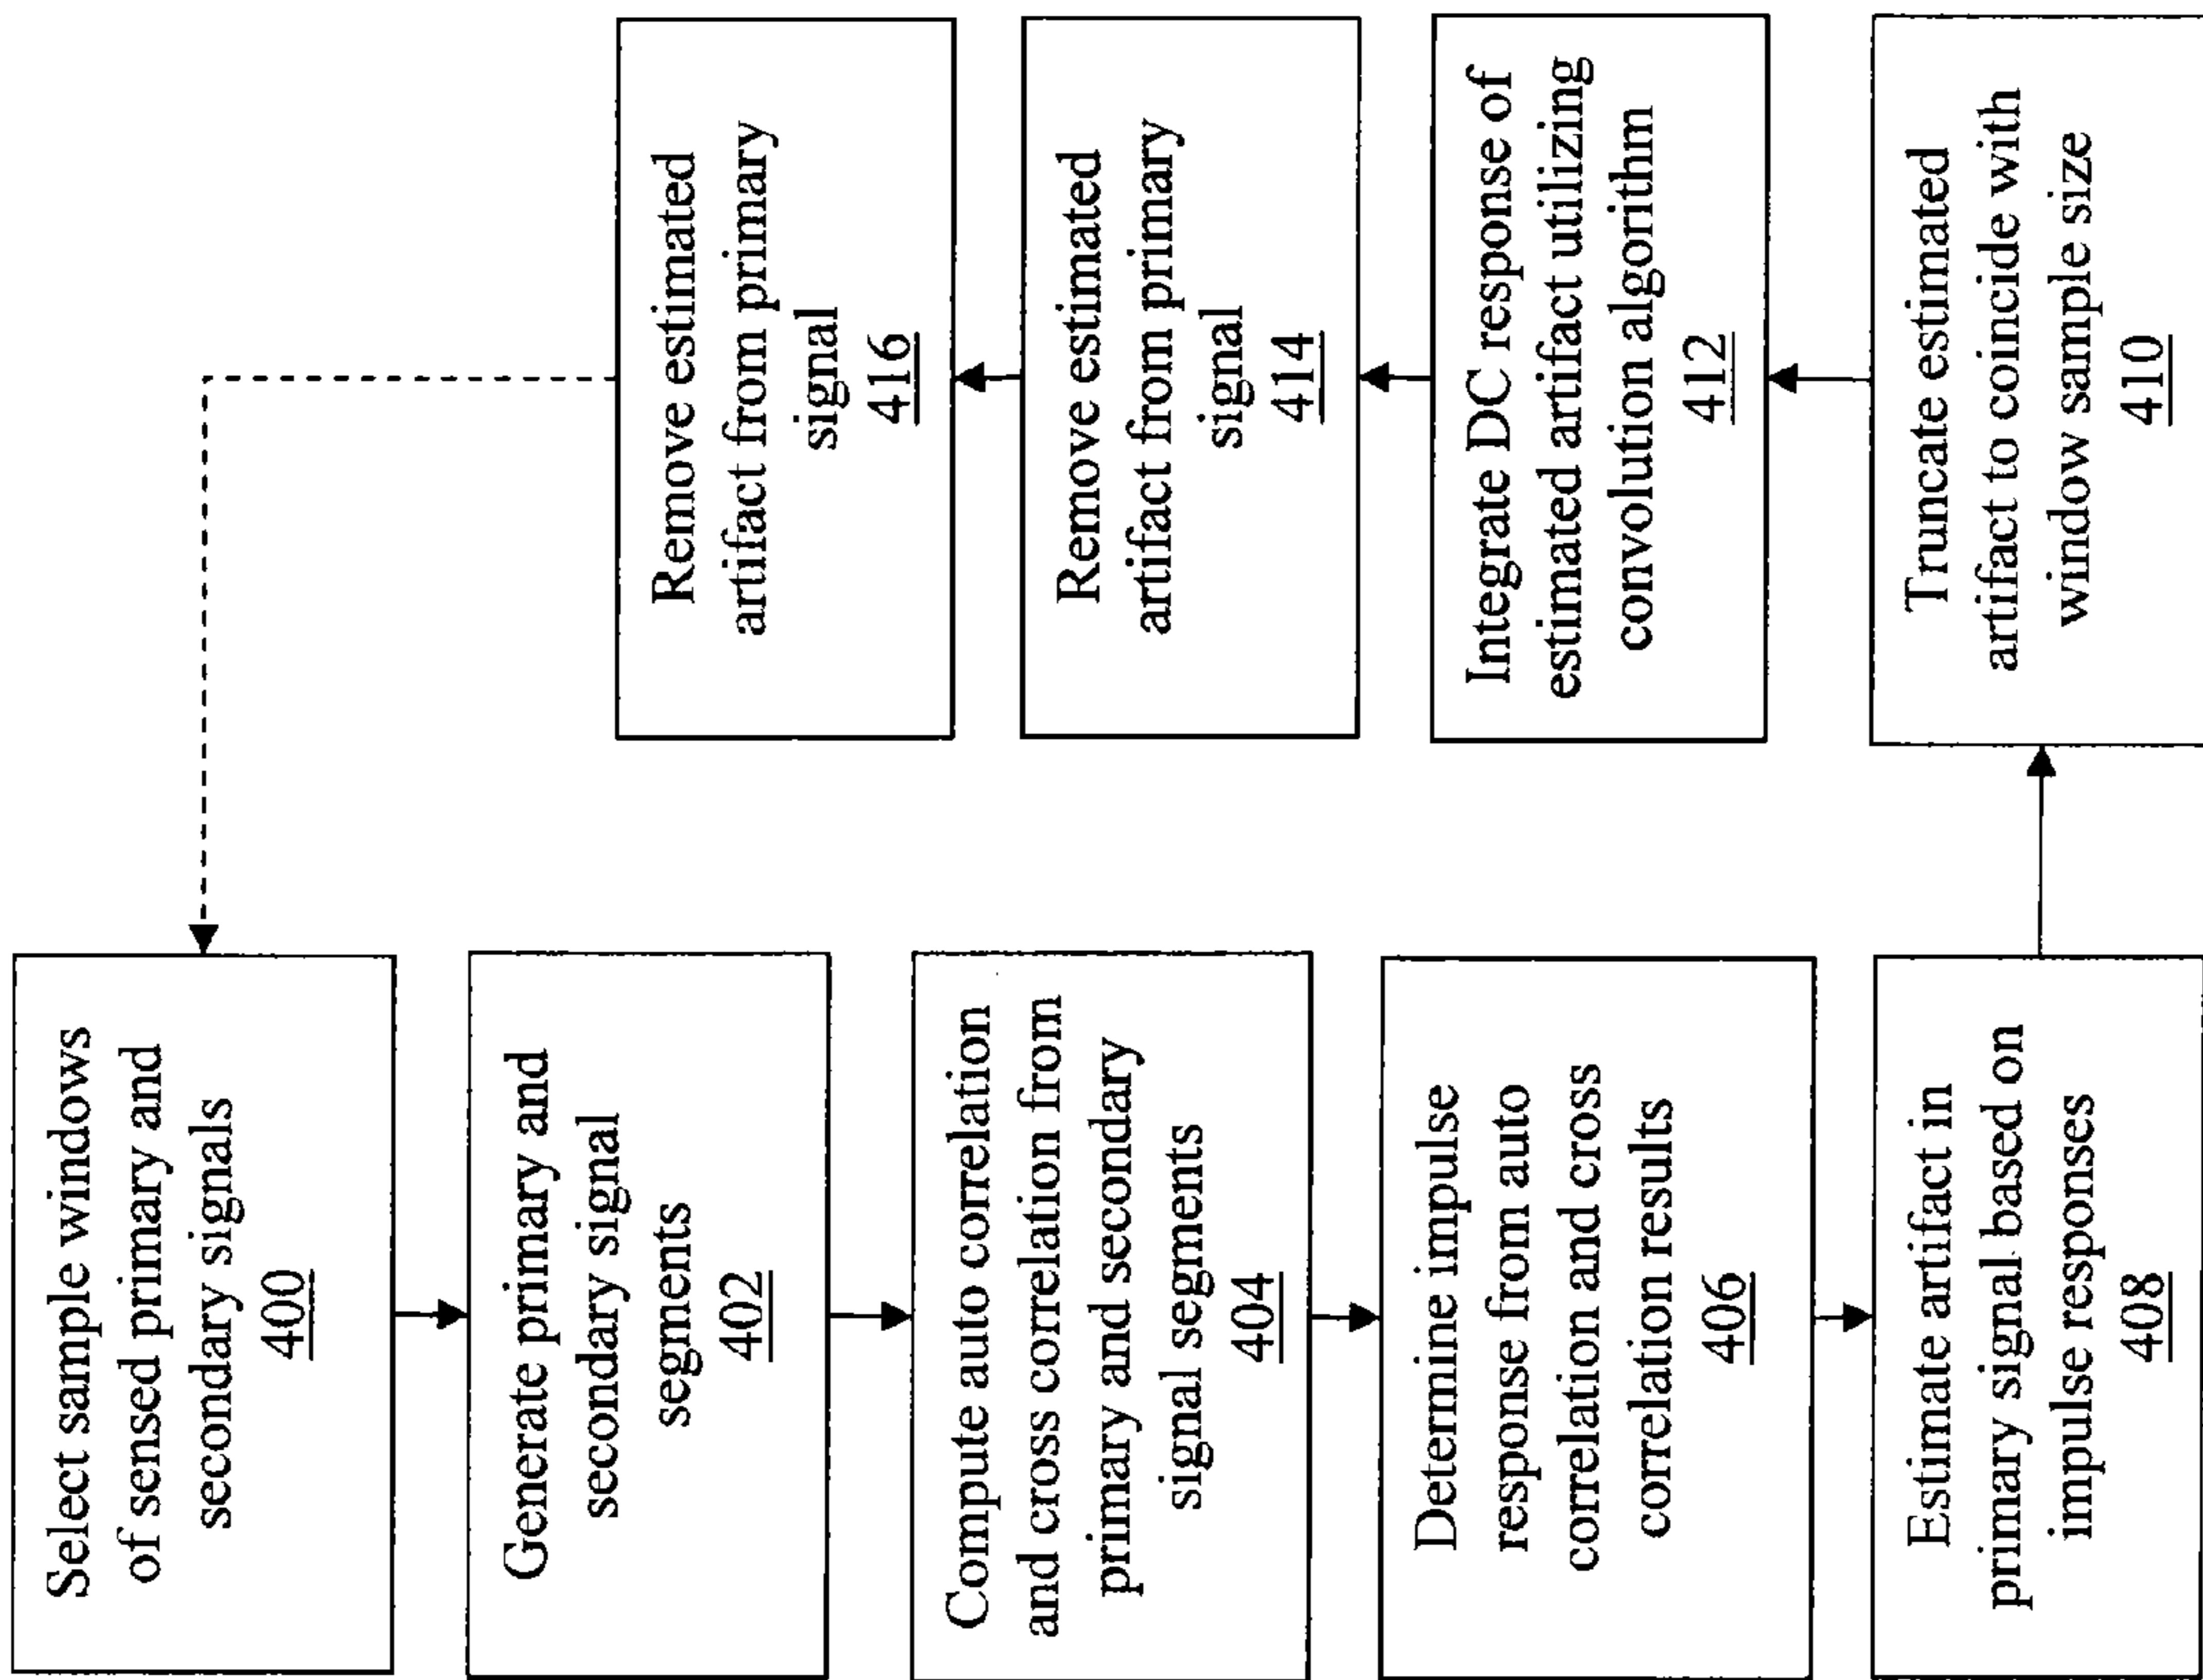 Select sample windows
of sensed primary and
secondary signals
400
Generate primary and
secondary signal
segments
402
Compute auto correlation
and cross correlation from
primary and secondary
signal segments
404
Determine impulse
response from auto
correlation and cross
correlation results
406
Estimate artifact in
primary signal based on
impulse responses
408
Truncate estimated
artifact to coincide with
window sample size
410
Integrate DC response of
estimated artifact utilizing
convolution algorithm
412
Remove estimated
artifact from primary
signal
414
Remove estimated
artifact from primary
signal
416